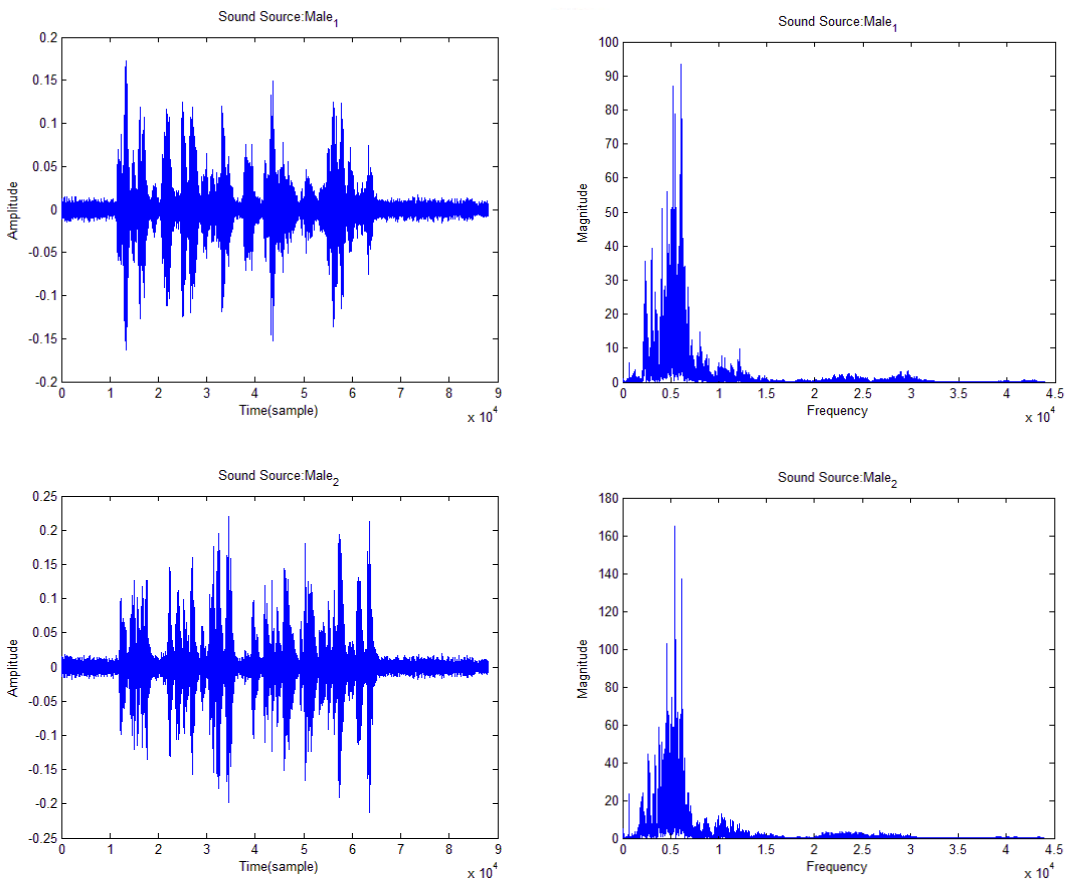 Sound Source:Male1
0.2
0.15
0.1
0.05
0
-0.05
-0.1
-0.15
-0.2
Amplitude
0 1 2 3 4 5 6 7 8 9
Time(sample)
x 10^4
Sound Source:Male1
100
90
80
70
60
50
40
30
20
10
0
Magnitude
0 0.5 1 1.5 2 2.5 3 3.5 4 4.5
Frequency
x 10^4
Sound Source:Male2
0.25
0.2
0.15
0.1
0.05
0
-0.05
-0.1
-0.15
-0.2
-0.25
Amplitude
0 1 2 3 4 5 6 7 8 9
Time(sample)
x 10^4
Sound Source:Male2
180
160
140
120
100
80
60
40
20
0
Magnitude
0 0.5 1 1.5 2 2.5 3 3.5 4 4.5
Frequency
x 10^4